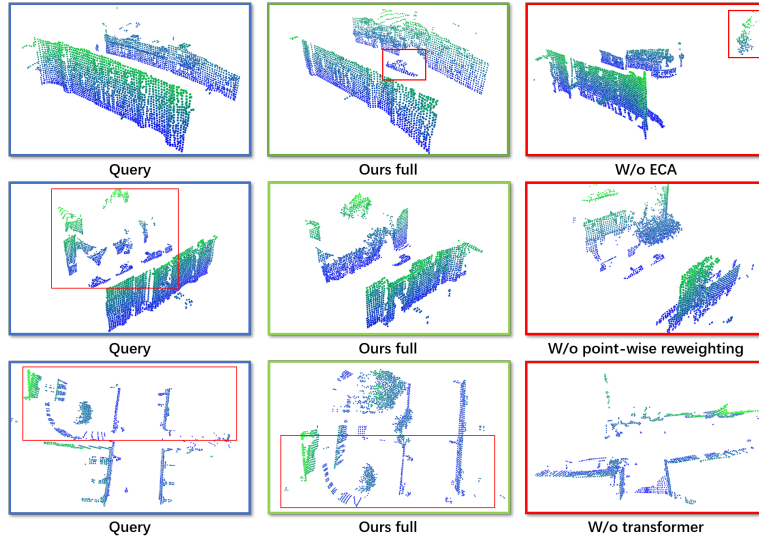 Query
Ours full
W/o ECA
Query
Ours full
W/o point-wise reweighting
Query
Ours full
W/o transformer